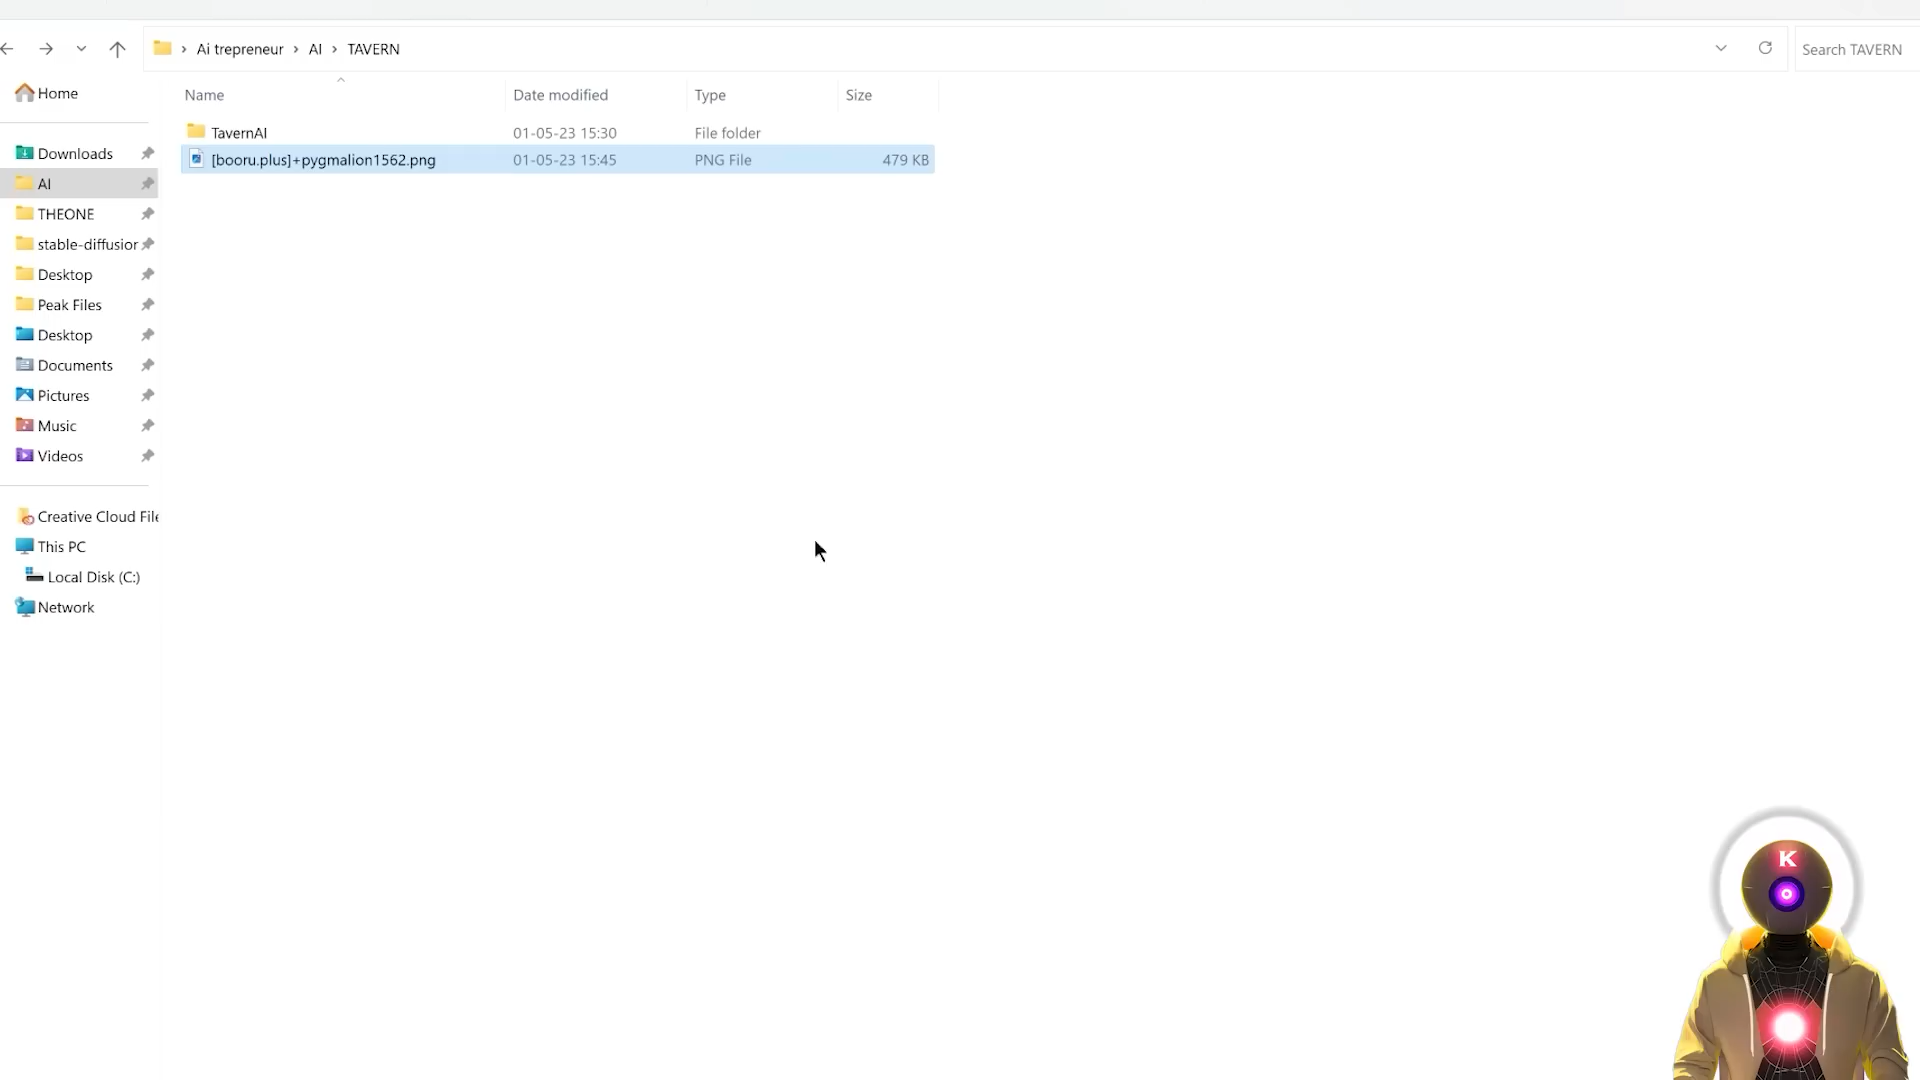 Ai trepreneur > AI > TAVERN
Search TAVERN
Home
Downloads
AI
THEONE
stable-diffusior
Desktop
Peak Files
Desktop
Documents
Pictures
Music
Videos
Creative Cloud File
This PC
Local Disk (C:)
Network
Name Date modified Type Size
TavernAI 01-05-23 15:30 File folder
[booru.plus]+pygmalion1562.png 01-05-23 15:45 PNG File 479 KB
K